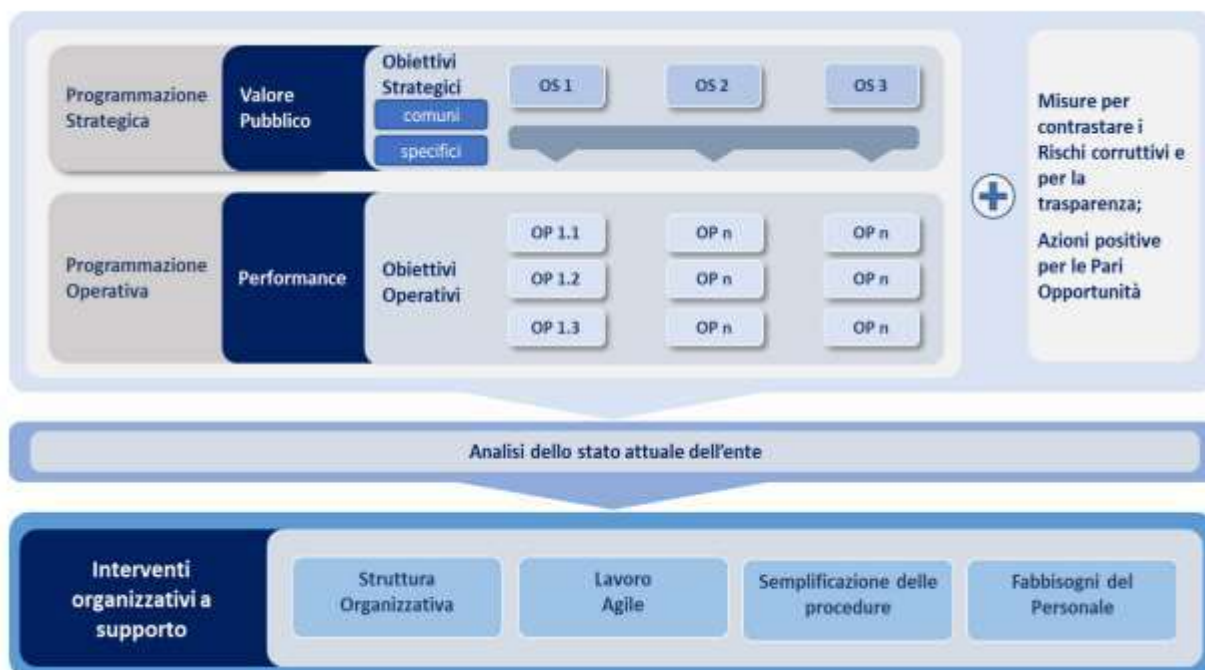 Programmazione
Strategica
Valore
Pubblico
Obiettivi
Strategici
comuni
specifici
OS 1
OS 2
OS 3
Programmazione
Operativa
Performance
Obiettivi
Operativi
OP 1.1
OP n
OP n
OP 1.2
OP n
OP n
OP 1.3
OP n
OP n
Misure per
contrastare i
Rischi corruttivi e
per la
trasparenza;
Azioni positive
per le Pari
Opportunità
Analisi dello stato attuale dell'ente
Interventi
organizzativi a
supporto
Struttura
Organizzativa
Lavoro
Agile
Semplificazione delle
procedure
Fabbisogni del
Personale